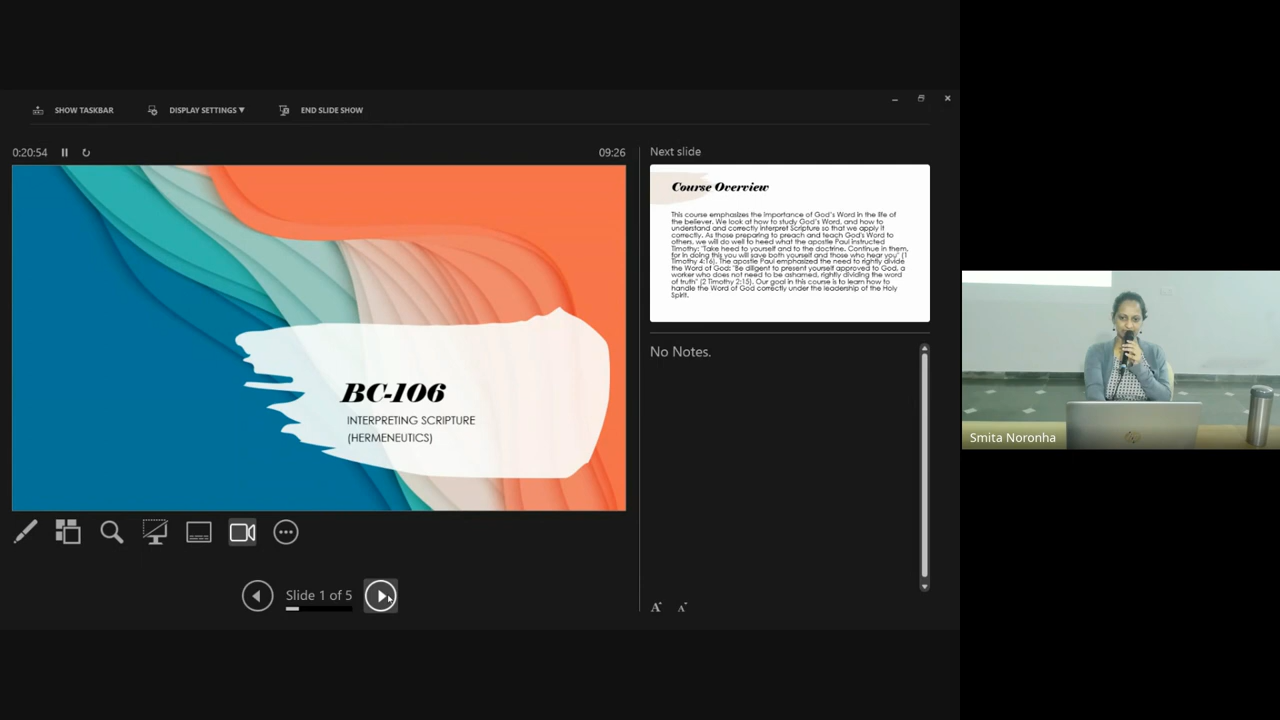 SHOW TASKBAR
DISPLAY SETTINGS ▼
END SLIDE SHOW
0:20:54
09:26
BC-106
INTERPRETING SCRIPTURE
(HERMENEUTICS)
Slide 1 of 5
Next slide
Course Overview
This course emphasizes the importance of God's Word in the life of
the believer. We look at how to study God's Word, and how to
understand and correctly interpret Scripture so that we apply it
correctly. As those preparing to preach and teach God's Word to
others, we will do well to heed what the apostle Paul instructed
Timothy: "Take heed to yourself and to the doctrine. Continue in them,
for in doing this you will save both yourself and those who hear you" (1
Timothy 4:16). The apostle Paul emphasized the need to rightly divide
the Word of God: "Be diligent to present yourself approved to God, a
worker who does not need to be ashamed, rightly dividing the word
of truth" (2 Timothy 2:15). Our goal in this course is to learn how to
handle the Word of God correctly under the leadership of the Holy
Spirit.
No Notes.
A A
Smita Noronha